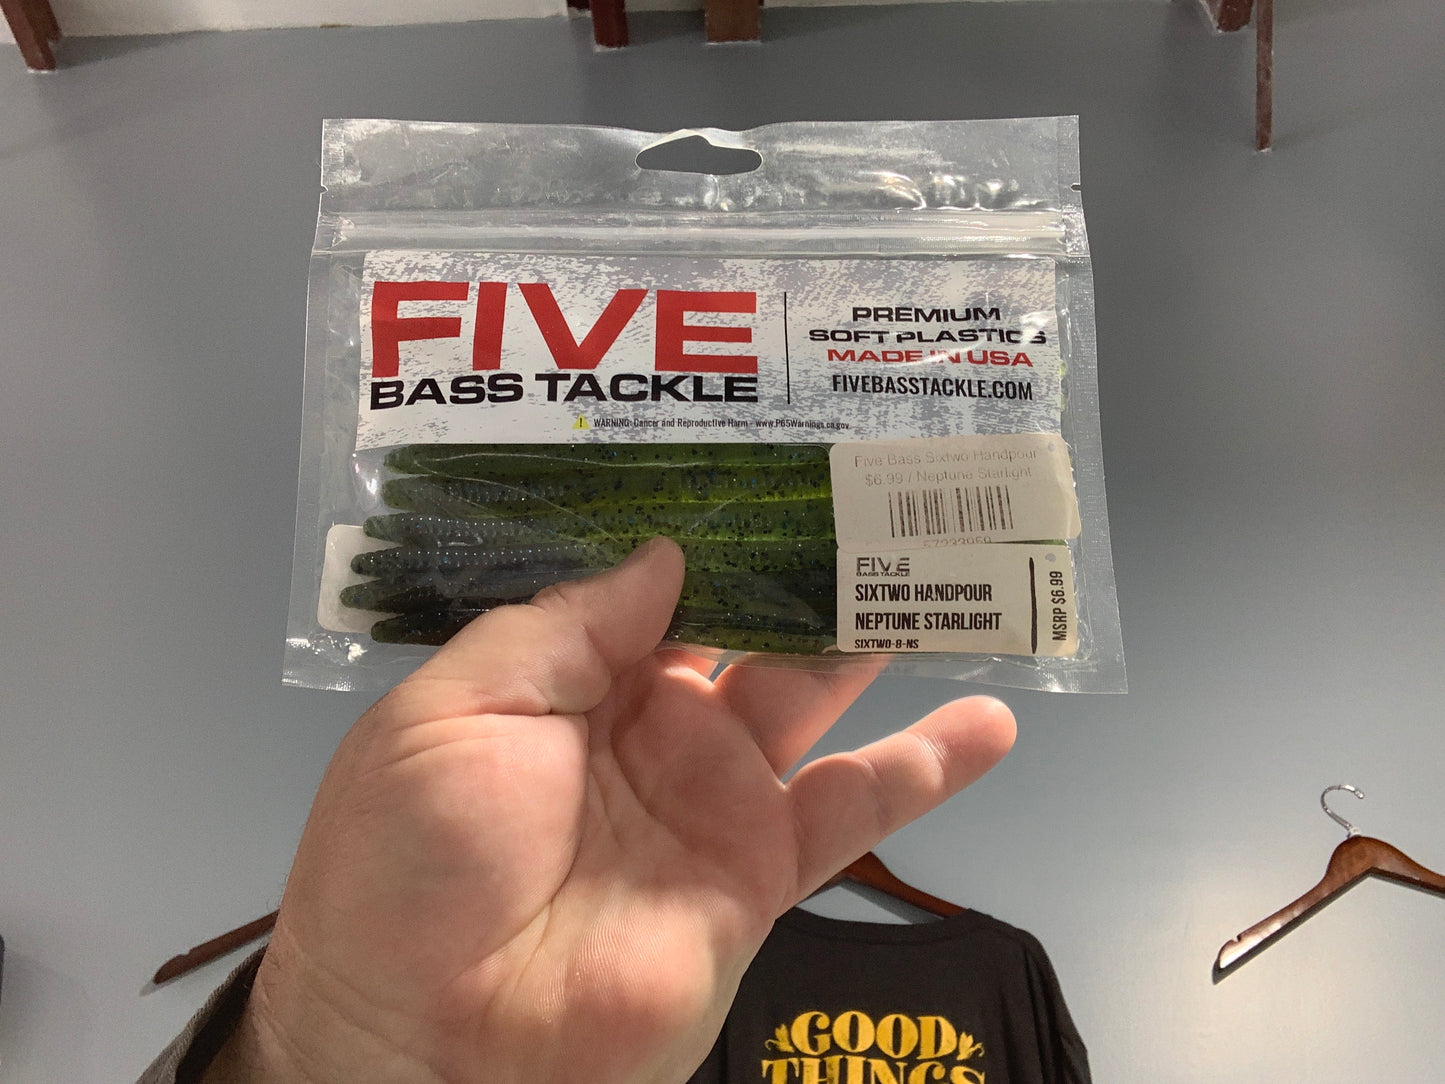 FIVE
BASS TACKLE
PREMIUM
SOFT PLASTICS
MADE IN USA
FIVEBASSTACKLE.COM
WARNING: Cancer and Reproductive Harm - www.P65Warnings.ca.gov
Five Bass Sixtwo Handpour
$6.99 / Neptune Starlight
57233959
FIVE
BASS TACKLE
SIXTWO HANDPOUR
NEPTUNE STARLIGHT
SIXTWO-8-NS
MSRP $6.99
GOOD
THINGS